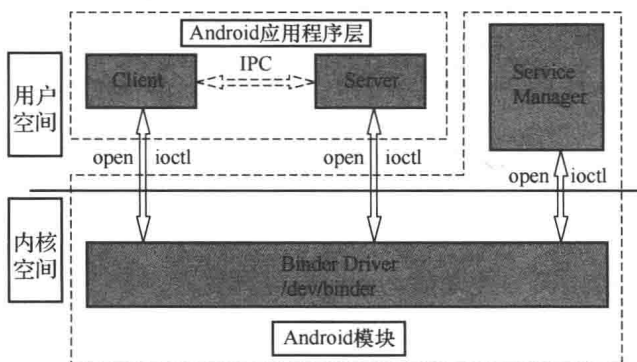 Android应用程序层
Client
IPC
Server
Service
Manager
用户
空间
open
ioctl
open
ioctl
open
ioctl
内核
空间
Binder Driver
/dev/binder
Android模块